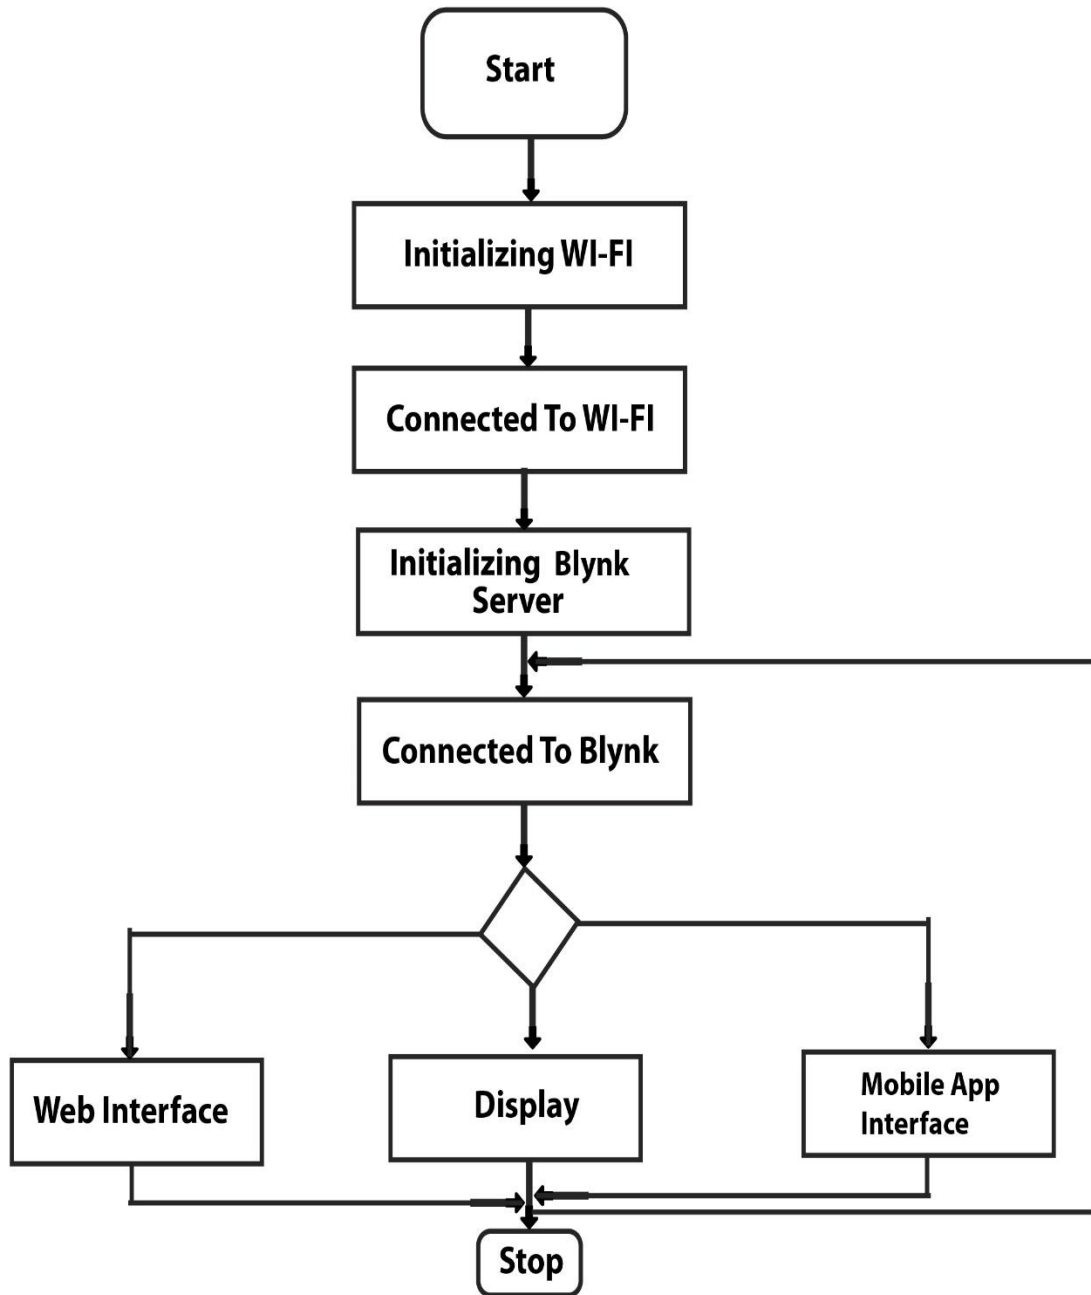 Start
Initializing WI-FI
Connected To WI-FI
Initializing Blynk
Server
Connected To Blynk
Web Interface
Display
Mobile App
Interface
Stop